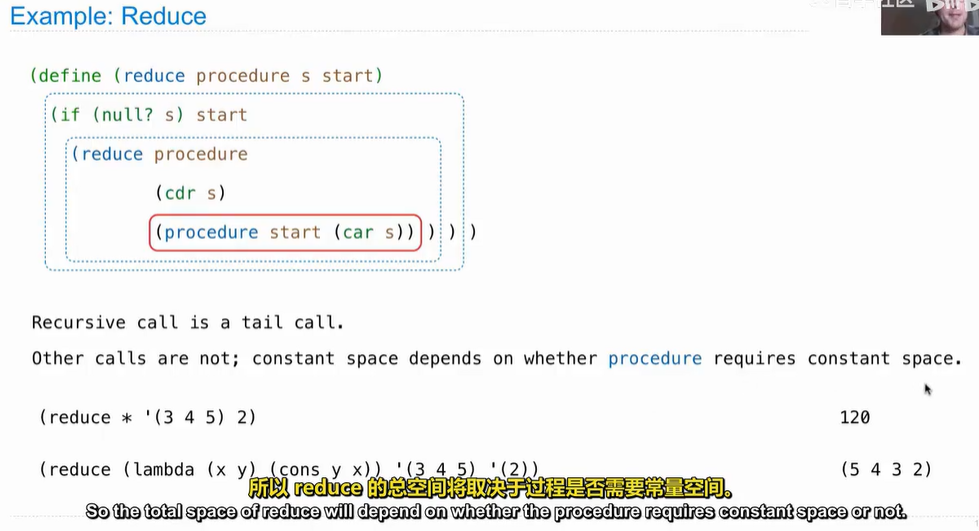 Example: Reduce
(define (reduce procedure s start)
(if (null? s) start
(reduce procedure
(cdr s)
(procedure start (car s)) ) ) )
Recursive call is a tail call.
Other calls are not; constant space depends on whether procedure requires constant space.
(reduce * '(3 4 5) 2) 120
(reduce (lambda (x y) (cons y x)) '(3 4 5) '(2)) (5 4 3 2)
所以 reduce 的总空间将取决于过程是否需要常量空间。
So the total space of reduce will depend on whether the procedure requires constant space or not.